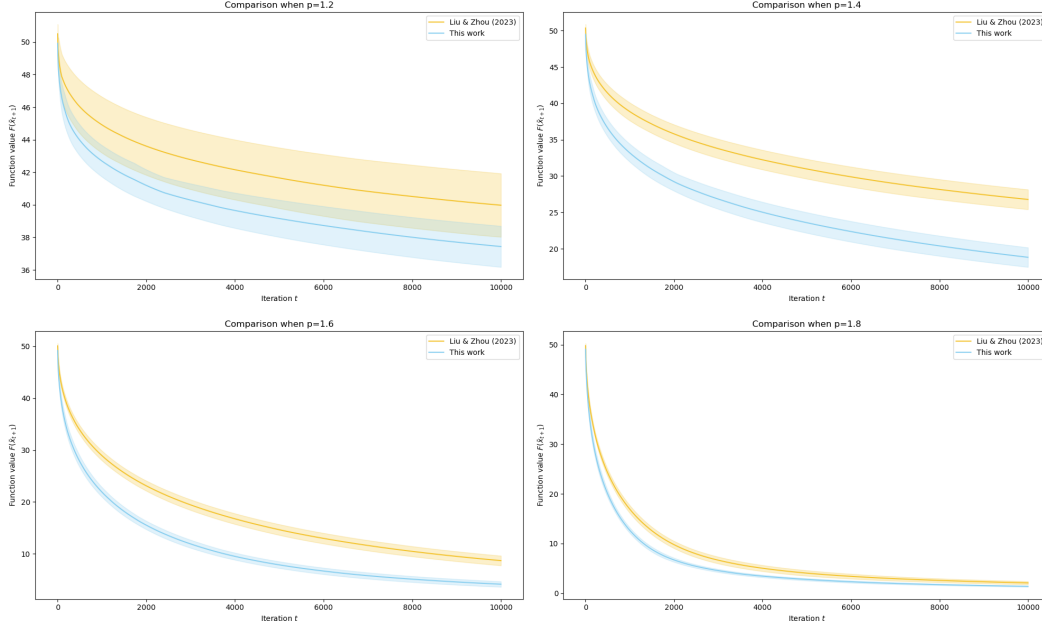 Comparison when p=1.2
Function value F(x̄ₜ₊₁)
50
48
46
44
42
40
38
36
Liu & Zhou (2023)
This work
0
2000
4000
6000
8000
10000
Iteration t
Comparison when p=1.4
Function value F(x̄ₜ₊₁)
50
45
40
35
30
25
20
Liu & Zhou (2023)
This work
0
2000
4000
6000
8000
10000
Iteration t
Comparison when p=1.6
Function value F(x̄ₜ₊₁)
50
40
30
20
10
Liu & Zhou (2023)
This work
0
2000
4000
6000
8000
10000
Iteration t
Comparison when p=1.8
Function value F(x̄ₜ₊₁)
50
40
30
20
10
0
Liu & Zhou (2023)
This work
0
2000
4000
6000
8000
10000
Iteration t